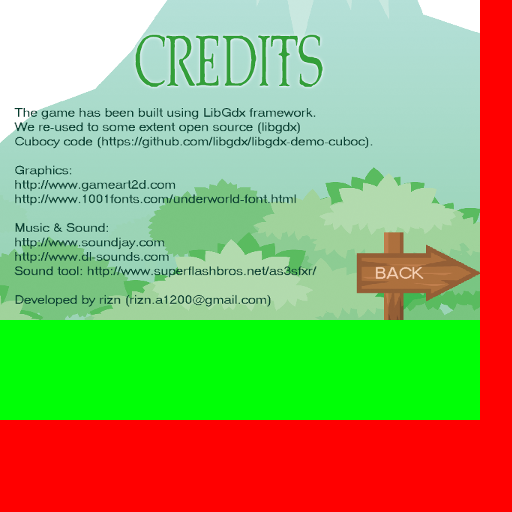 CREDITS
The game has been built using LibGdx framework.
We re-used to some extent open source (libgdx)
Cubocy code (https://github.com/libgdx/libgdx-demo-cuboc).
Graphics:
http://www.gameart2d.com
http://www.1001fonts.com/underworld-font.html
Music & Sound:
http://www.soundjay.com
http://www.dl-sounds.com
Sound tool: http://www.superflashbros.net/as3sfxr/
BACK
Developed by rizn (rizn.a1200@gmail.com)